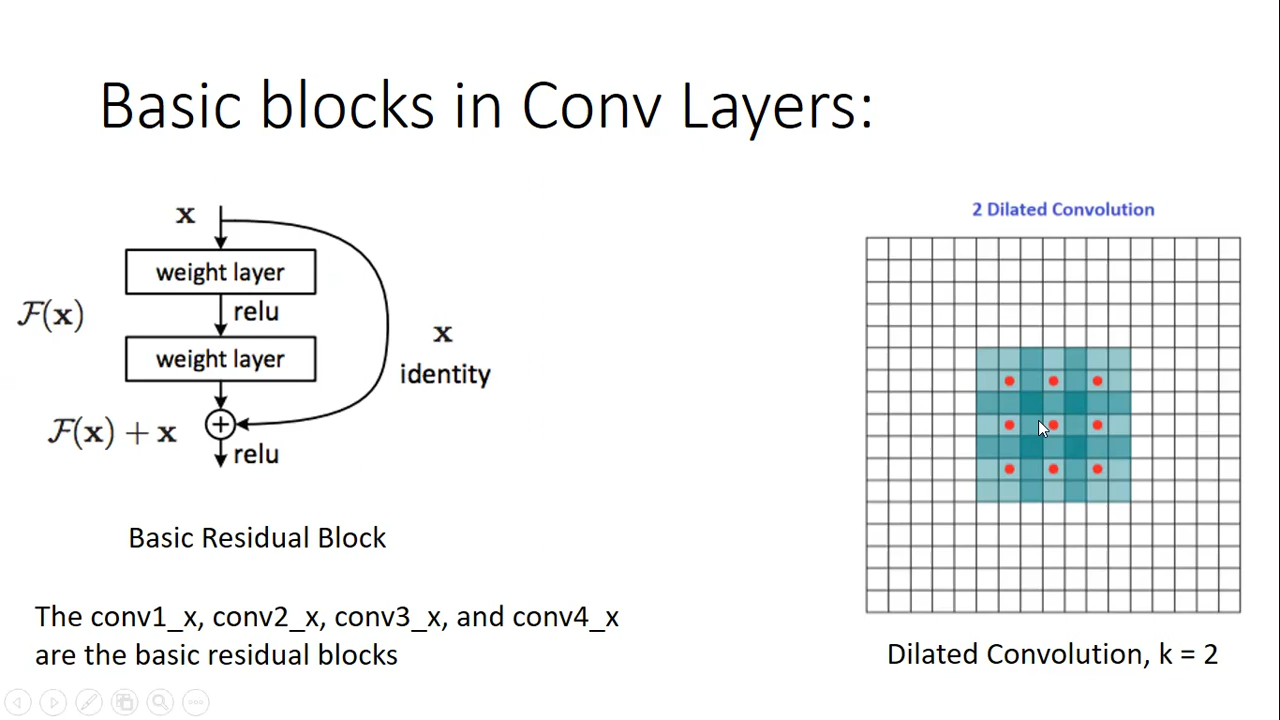 Basic blocks in Conv Layers:
x
weight layer
F(x)
relu
weight layer
x
identity
F(x) + x
+
relu
Basic Residual Block
The conv1_x, conv2_x, conv3_x, and conv4_x
are the basic residual blocks
2 Dilated Convolution
Dilated Convolution, k = 2